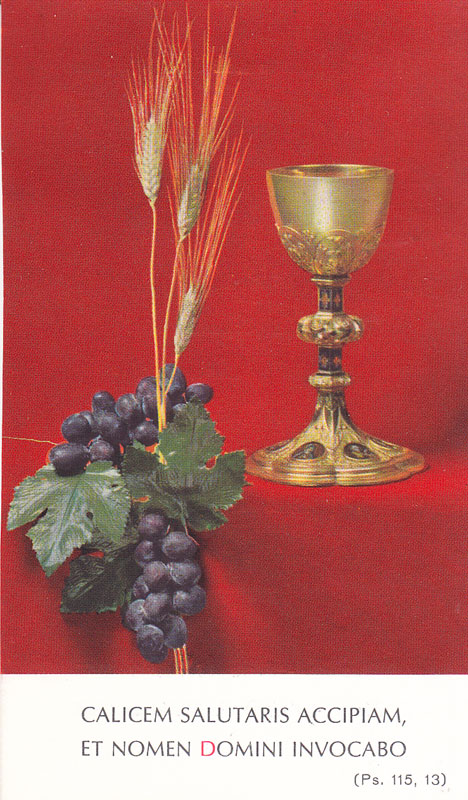 CALICEM SALUTARIS ACCIPIAM,
ET NOMEN DOMINI INVOCABO
(Ps. 115, 13)